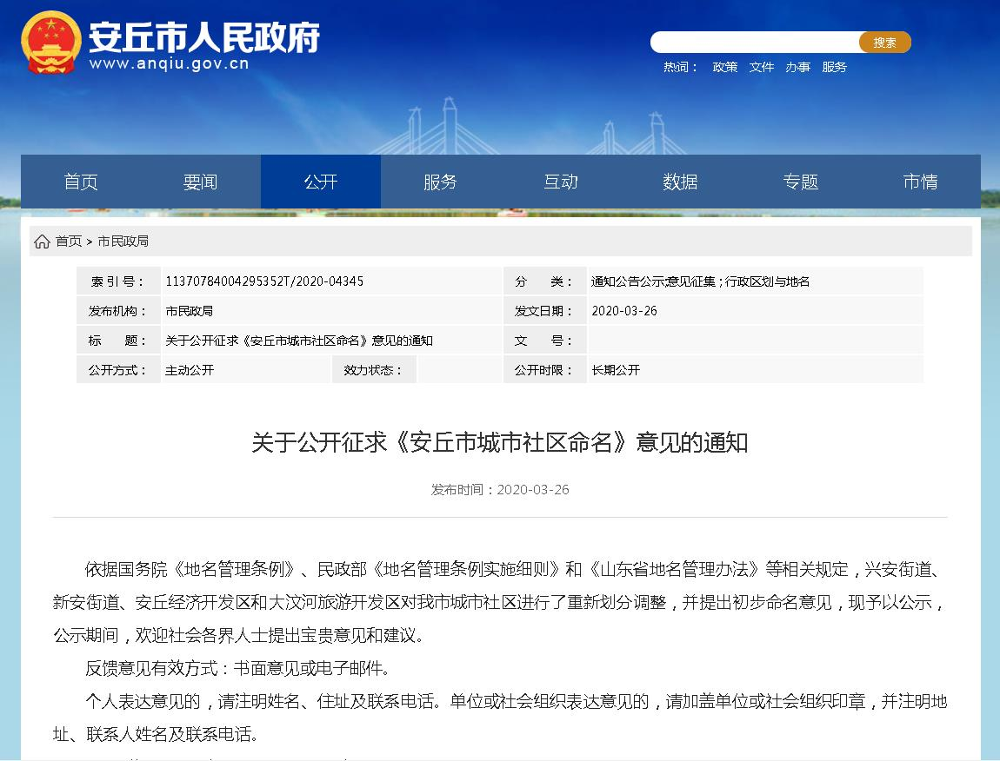 安丘市人民政府
www.anqiu.gov.cn
搜索
热词： 政策 文件 办事 服务
首页 要闻 公开 服务 互动 数据 专题 市情
首页 > 市民政局
索 引 号： 11370784004295352T/2020-04345 分 类： 通知公告公示;意见征集 ; 行政区划与地名
发布机构： 市民政局 发文日期： 2020-03-26
标 题： 关于公开征求《安丘市城市社区命名》意见的通知 文 号：
公开方式： 主动公开 效力状态： 公开时限： 长期公开
关于公开征求《安丘市城市社区命名》意见的通知
发布时间：2020-03-26
依据国务院《地名管理条例》、民政部《地名管理条例实施细则》和《山东省地名管理办法》等相关规定，兴安街道、
新安街道、安丘经济开发区和大汶河旅游开发区对我市城市社区进行了重新划分调整，并提出初步命名意见，现予以公示，
公示期间，欢迎社会各界人士提出宝贵意见和建议。
反馈意见有效方式：书面意见或电子邮件。
个人表达意见的，请注明姓名、住址及联系电话。单位或社会组织表达意见的，请加盖单位或社会组织印章，并注明地
址、联系人姓名及联系电话。